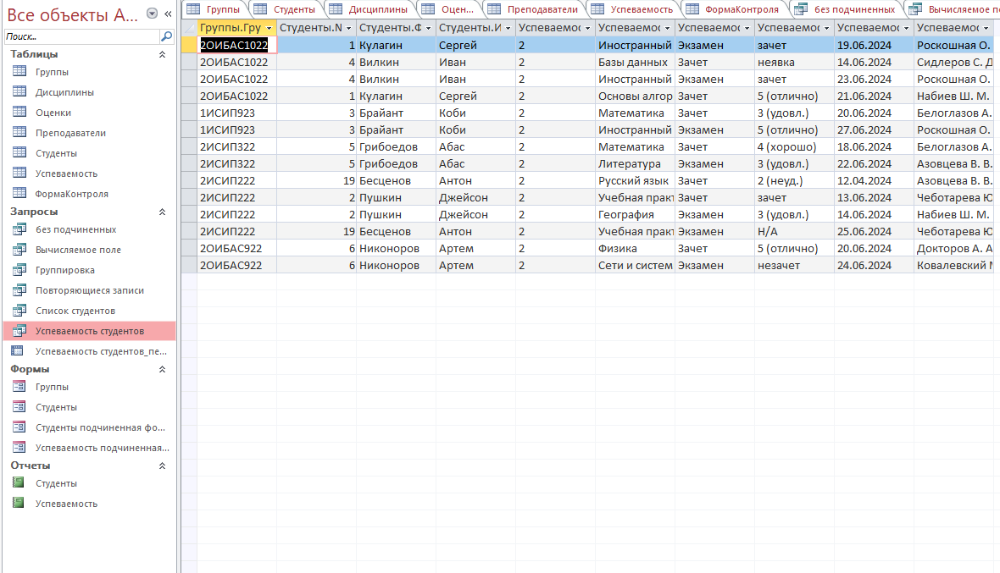 Все объекты A...
Поиск...
Таблицы
Группы
Дисциплины
Оценки
Преподаватели
Студенты
Успеваемость
ФормаКонтроля
Запросы
без подчиненных
Вычисляемое поле
Группировка
Повторяющиеся записи
Список студентов
Успеваемость студентов
Успеваемость студентов_пе...
Формы
Группы
Студенты
Студенты подчиненная фо...
Успеваемость подчиненная...
Отчеты
Студенты
Успеваемость
Группы Студенты Дисциплины Оцен... Преподаватели Успеваемость ФормаКонтроля без подчиненных Вычисляемое по
Группы.Гру Студенты.N Студенты.Ф Студенты.И Успеваемос Успеваемос Успеваемос Успеваемос Успеваемос Успеваемос
2ОИБАС1022 1 Кулагин Сергей 2 Иностранный Экзамен зачет 19.06.2024 Роскошная О.
2ОИБАС1022 4 Вилкин Иван 2 Базы данных Зачет неявка 14.06.2024 Сидлеров С. Д
2ОИБАС1022 4 Вилкин Иван 2 Иностранный Экзамен зачет 23.06.2024 Роскошная О.
2ОИБАС1022 1 Кулагин Сергей 2 Основы алгор Зачет 5 (отлично) 21.06.2024 Набиев Ш. М.
1ИСИП923 3 Брайант Коби 2 Математика Зачет 3 (удовл.) 20.06.2024 Белоглазов А.
1ИСИП923 3 Брайант Коби 2 Иностранный Экзамен 5 (отлично) 27.06.2024 Роскошная О.
2ИСИП322 5 Грибоедов Абас 2 Математика Зачет 4 (хорошо) 18.06.2024 Белоглазов А.
2ИСИП322 5 Грибоедов Абас 2 Литература Экзамен 3 (удовл.) 22.06.2024 Азовцева В. В.
2ИСИП222 19 Бесценов Антон 2 Русский язык Зачет 2 (неуд.) 12.04.2024 Азовцева В. В.
2ИСИП222 2 Пушкин Джейсон 2 Учебная практ Зачет зачет 13.06.2024 Чеботарева Ю
2ИСИП222 2 Пушкин Джейсон 2 География Экзамен 3 (удовл.) 14.06.2024 Набиев Ш. М.
2ИСИП222 19 Бесценов Антон 2 Учебная практ Экзамен Н/А 25.06.2024 Чеботарева Ю
2ОИБАС922 6 Никоноров Артем 2 Физика Зачет 5 (отлично) 20.06.2024 Докторов А. А
2ОИБАС922 6 Никоноров Артем 2 Сети и систем Экзамен незачет 24.06.2024 Ковалевский М